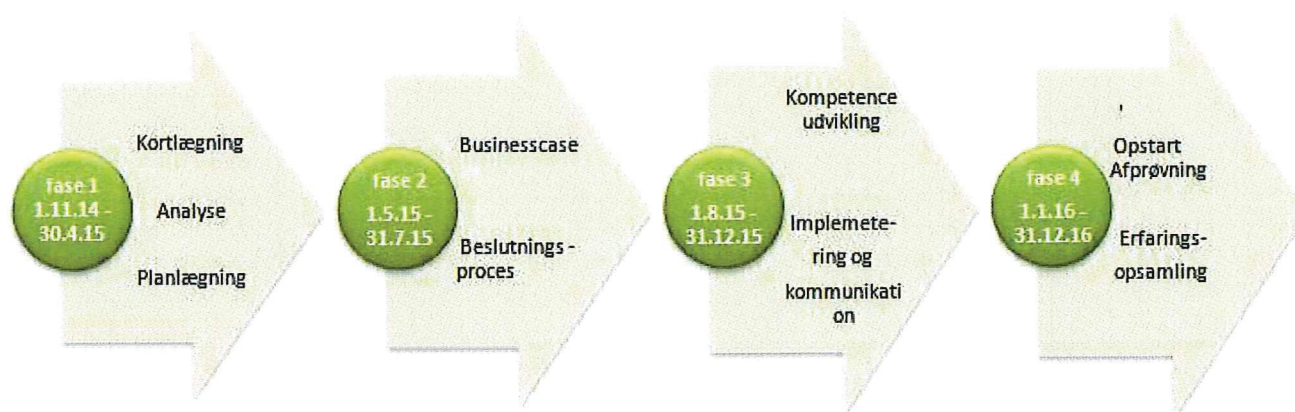 fase 1
1.11.14 -
30.4.15
Kortlægning
Analyse
Planlægning
fase 2
1.5.15 -
31.7.15
Businesscase
Beslutnings -
proces
fase 3
1.8.15 -
31.12.15
Kompetence
udvikling
Implemete-
ring og
kommunikati
on
fase 4
1.1.16 -
31.12.16
Opstart
Afprøvning
Erfarings-
opsamling